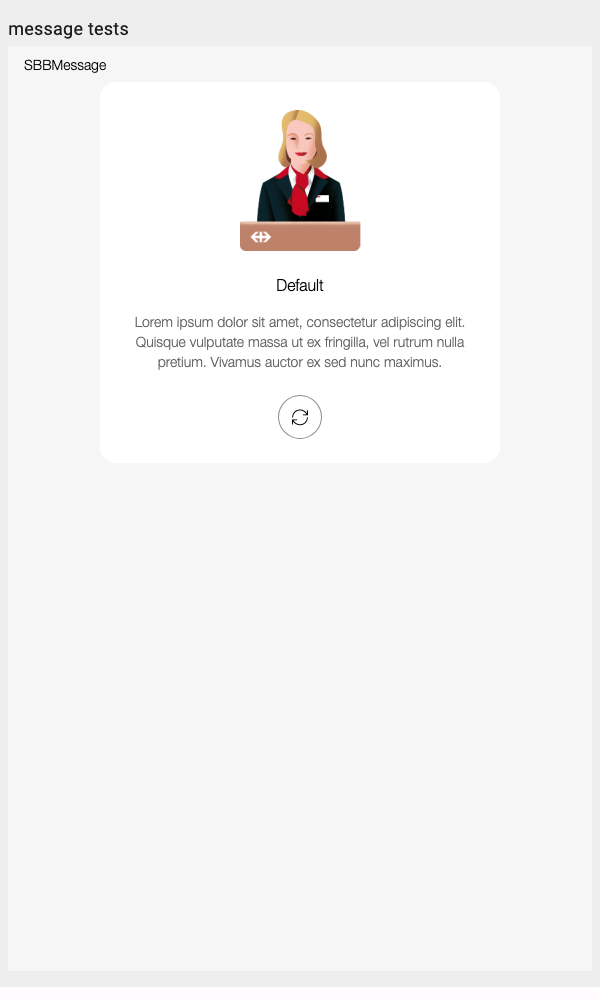 message tests
SBBMessage
Default
Lorem ipsum dolor sit amet, consectetur adipiscing elit.
Quisque vulputate massa ut ex fringilla, vel rutrum nulla
pretium. Vivamus auctor ex sed nunc maximus.